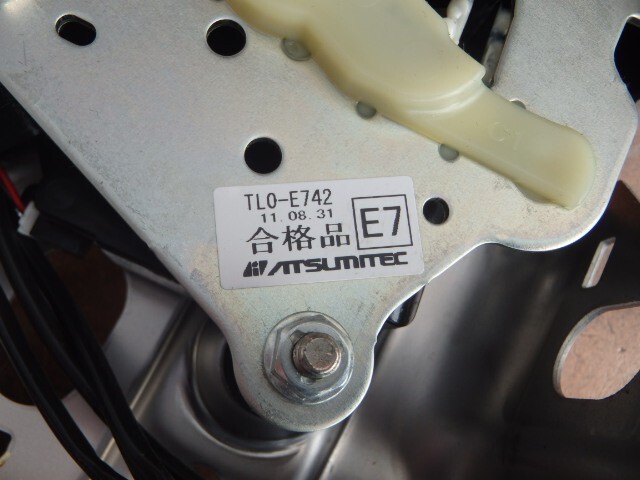 TL0-E742
11.08.31
合格品
E7
ATSUMITEC